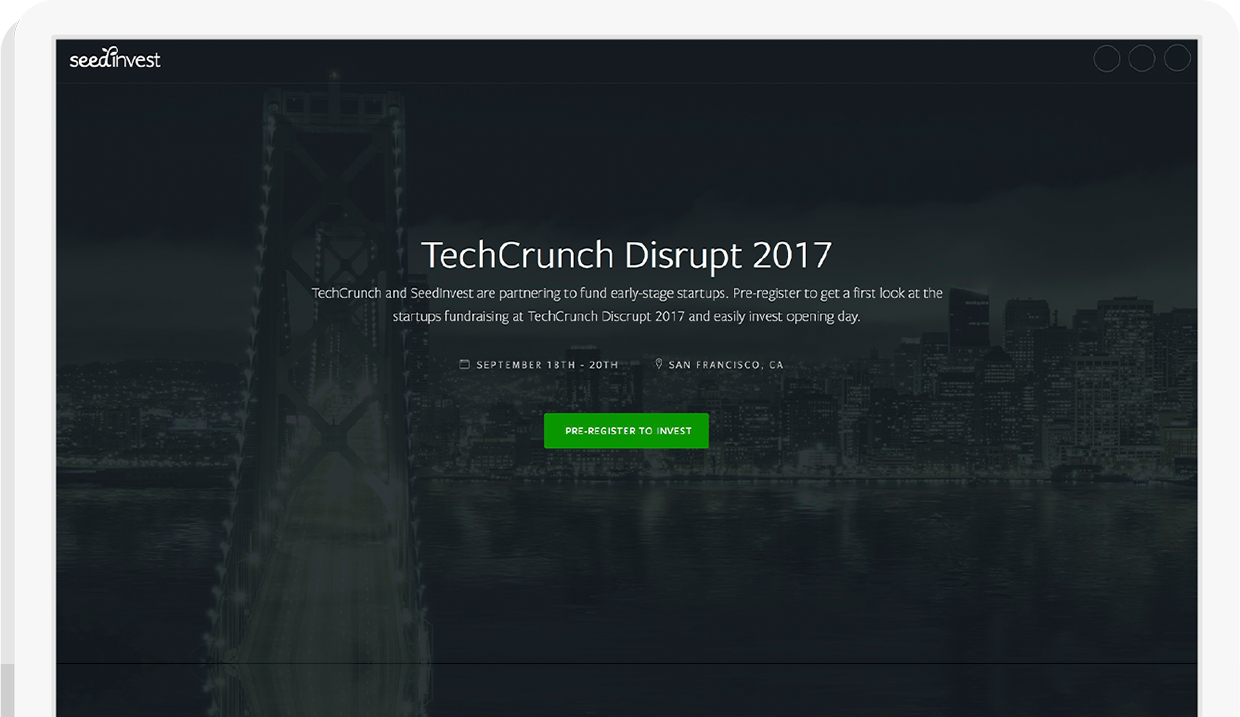 seedinvest
TechCrunch Disrupt 2017
TechCrunch and SeedInvest are partnering to fund early-stage startups. Pre-register to get a first look at the
startups fundraising at TechCrunch Discrupt 2017 and easily invest opening day.
SEPTEMBER 18TH - 20TH SAN FRANCISCO, CA
PRE-REGISTER TO INVEST